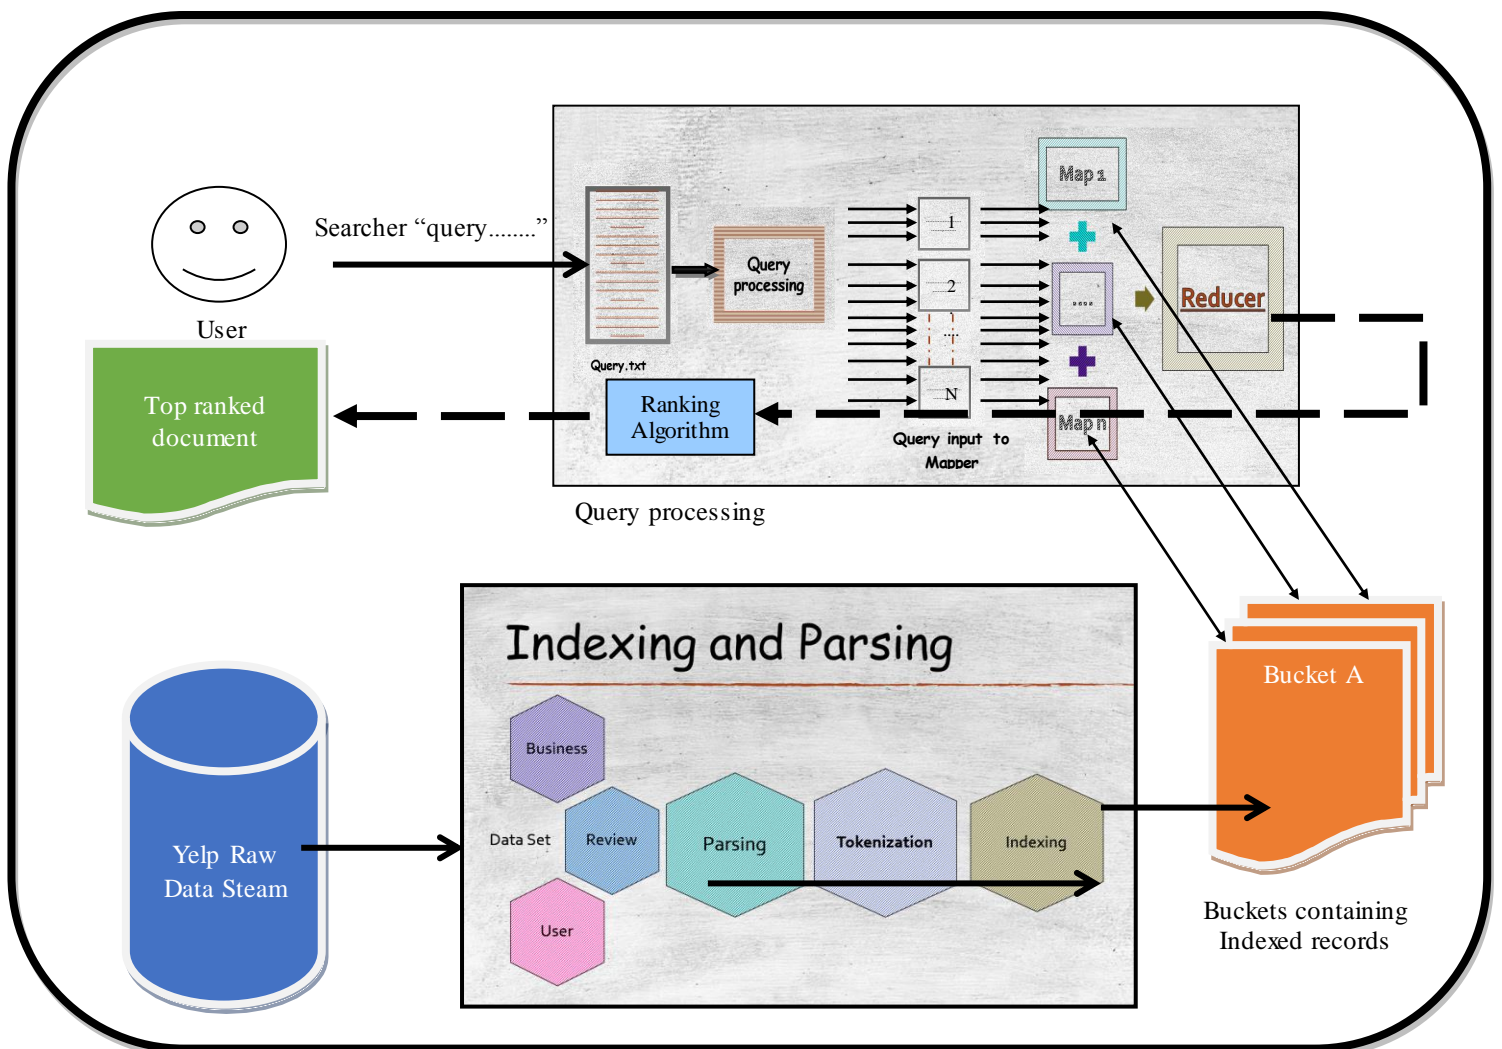 Searcher “query........”
User
Top ranked
document
Query.txt
Query
processing
1
2
....
N
Query input to
Mapper
Map 1
....
Map n
Reducer
Ranking
Algorithm
Query processing
Indexing and Parsing
Business
Data Set
Review
User
Parsing
Tokenization
Indexing
Yelp Raw
Data Steam
Bucket A
Buckets containing
Indexed records